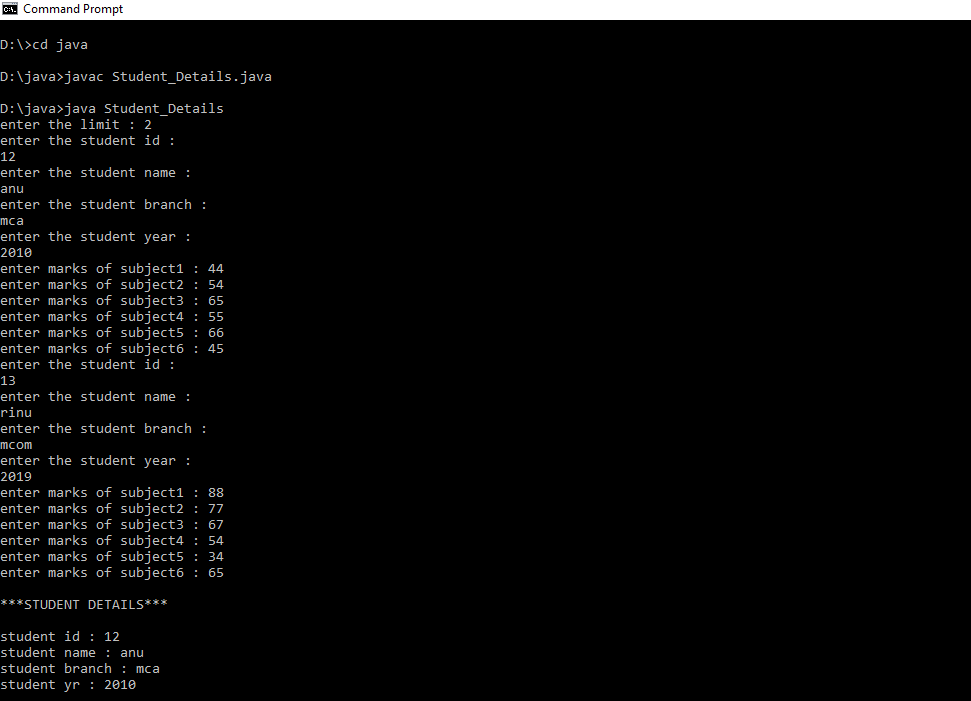 Command Prompt
D:\>cd java
D:\java>javac Student_Details.java
D:\java>java Student_Details
enter the limit : 2
enter the student id :
12
enter the student name :
anu
enter the student branch :
mca
enter the student year :
2010
enter marks of subject1 : 44
enter marks of subject2 : 54
enter marks of subject3 : 65
enter marks of subject4 : 55
enter marks of subject5 : 66
enter marks of subject6 : 45
enter the student id :
13
enter the student name :
rinu
enter the student branch :
mcom
enter the student year :
2019
enter marks of subject1 : 88
enter marks of subject2 : 77
enter marks of subject3 : 67
enter marks of subject4 : 54
enter marks of subject5 : 34
enter marks of subject6 : 65
***STUDENT DETAILS***
student id : 12
student name : anu
student branch : mca
student yr : 2010